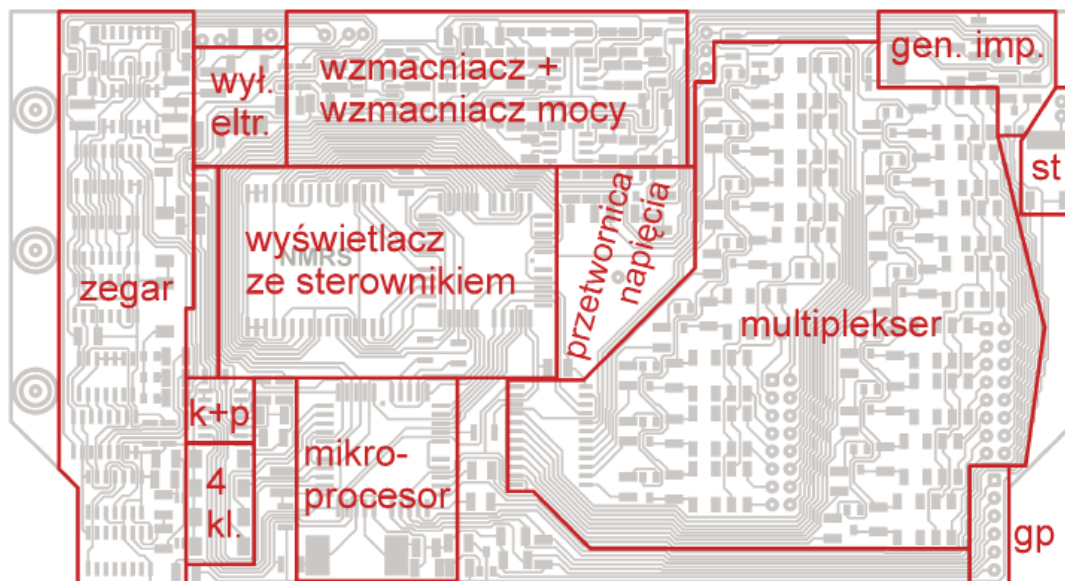 gen. imp.
wzmacniacz +
wzmacniacz mocy
wył.
eltr.
st
przetwornica
napięcia
wyświetlacz
NMRS
ze sterownikiem
zegar
multiplekser
k+p
mikro-
procesor
4
kl.
gp